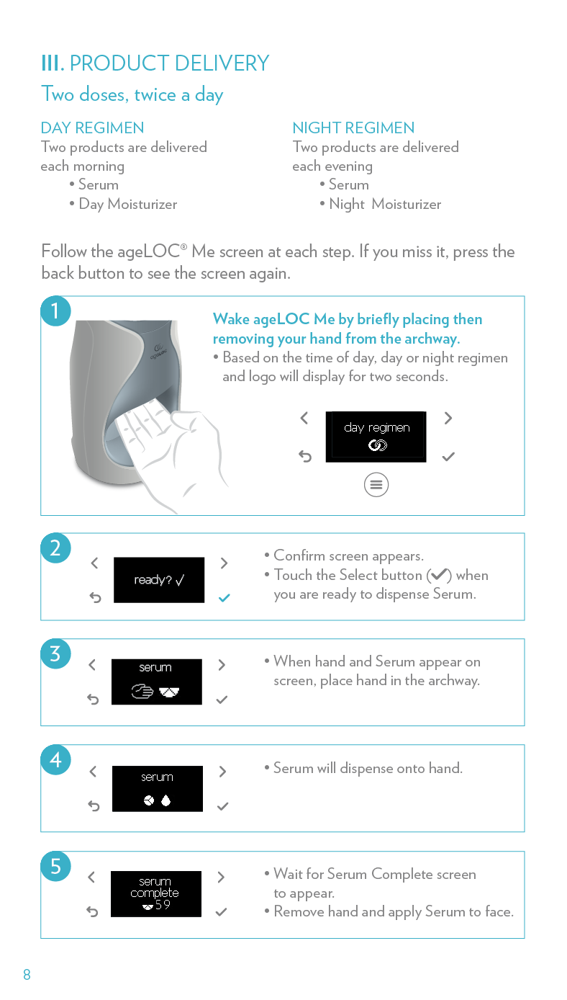 III. PRODUCT DELIVERY
Two doses, twice a day
DAY REGIMEN
Two products are delivered
each morning
• Serum
• Day Moisturizer
NIGHT REGIMEN
Two products are delivered
each evening
• Serum
• Night Moisturizer
Follow the ageLOC® Me screen at each step. If you miss it, press the
back button to see the screen again.
1
Wake ageLOC Me by briefly placing then
removing your hand from the archway.
• Based on the time of day, day or night regimen
and logo will display for two seconds.
ageLOC
day regimen
2
ready? ✓
• Confirm screen appears.
• Touch the Select button (✓) when
you are ready to dispense Serum.
3
serum
• When hand and Serum appear on
screen, place hand in the archway.
4
serum
• Serum will dispense onto hand.
5
serum
complete
59
• Wait for Serum Complete screen
to appear.
• Remove hand and apply Serum to face.
8